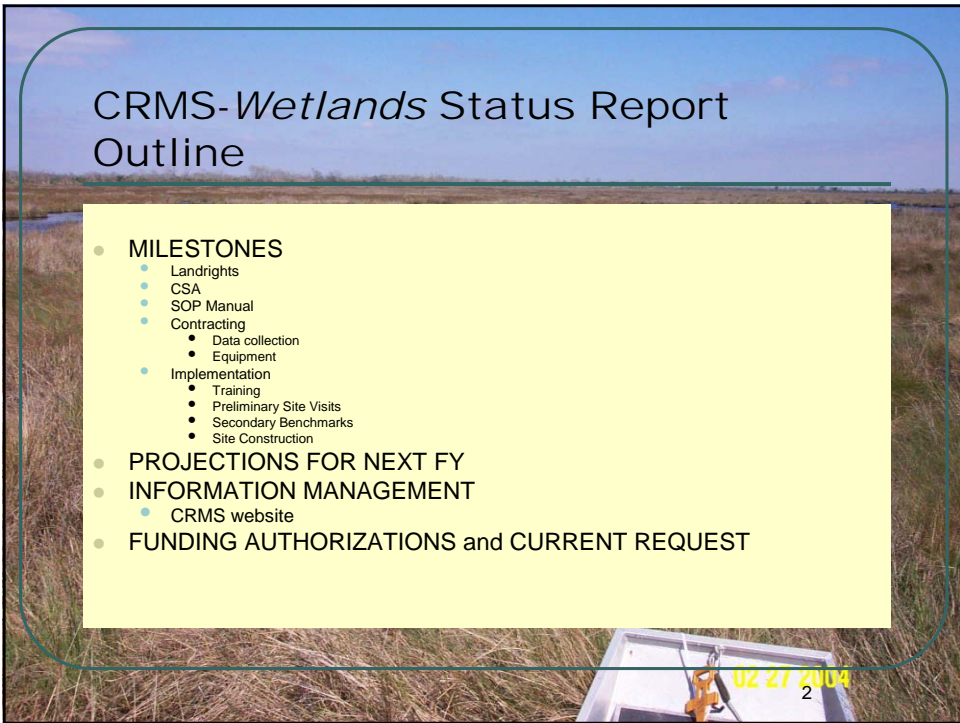 CRMS-Wetlands Status Report
Outline
MILESTONES
Landrights
CSA
SOP Manual
Contracting
Data collection
Equipment
Implementation
Training
Preliminary Site Visits
Secondary Benchmarks
Site Construction
PROJECTIONS FOR NEXT FY
INFORMATION MANAGEMENT
CRMS website
FUNDING AUTHORIZATIONS and CURRENT REQUEST
02 27 2004
2